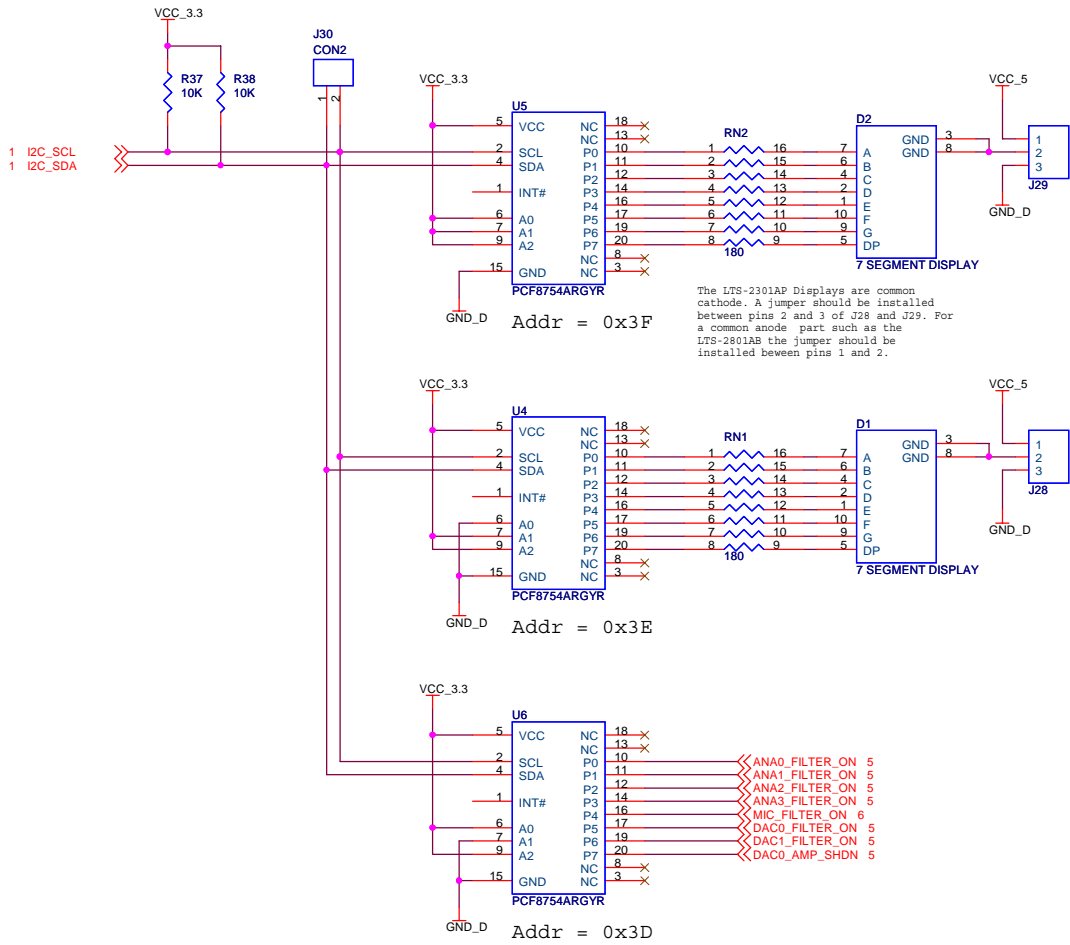 VCC_3.3
R37
10K
R38
10K
J30
CON2
1
2
1 I2C_SCL
1 I2C_SDA
VCC_3.3
U5
5 VCC
2 SCL
4 SDA
1 INT#
6 A0
7 A1
9 A2
15 GND
NC 18
NC 13
P0 10
P1 11
P2 12
P3 14
P4 16
P5 17
P6 19
P7 20
NC 8
NC 3
PCF8754ARGYR
GND_D
Addr = 0x3F
RN2
1 16
2 15
3 14
4 13
5 12
6 11
7 10
8 9
180
D2
7 A
6 B
4 C
2 D
1 E
10 F
9 G
5 DP
GND 3
GND 8
7 SEGMENT DISPLAY
VCC_5
1
2
3
J29
GND_D
The LTS-2301AP Displays are common
cathode. A jumper should be installed
between pins 2 and 3 of J28 and J29. For
a common anode part such as the
LTS-2801AB the jumper should be
installed beween pins 1 and 2.
VCC_3.3
U4
5 VCC
2 SCL
4 SDA
1 INT#
6 A0
7 A1
9 A2
15 GND
NC 18
NC 13
P0 10
P1 11
P2 12
P3 14
P4 16
P5 17
P6 19
P7 20
NC 8
NC 3
PCF8754ARGYR
GND_D
Addr = 0x3E
RN1
1 16
2 15
3 14
4 13
5 12
6 11
7 10
8 9
180
D1
7 A
6 B
4 C
2 D
1 E
10 F
9 G
5 DP
GND 3
GND 8
7 SEGMENT DISPLAY
VCC_5
1
2
3
J28
GND_D
VCC_3.3
U6
5 VCC
2 SCL
4 SDA
1 INT#
6 A0
7 A1
9 A2
15 GND
NC 18
NC 13
P0 10
P1 11
P2 12
P3 14
P4 16
P5 17
P6 19
P7 20
NC 8
NC 3
PCF8754ARGYR
GND_D
Addr = 0x3D
ANA0_FILTER_ON 5
ANA1_FILTER_ON 5
ANA2_FILTER_ON 5
ANA3_FILTER_ON 5
MIC_FILTER_ON 6
DAC0_FILTER_ON 5
DAC1_FILTER_ON 5
DAC0_AMP_SHDN 5